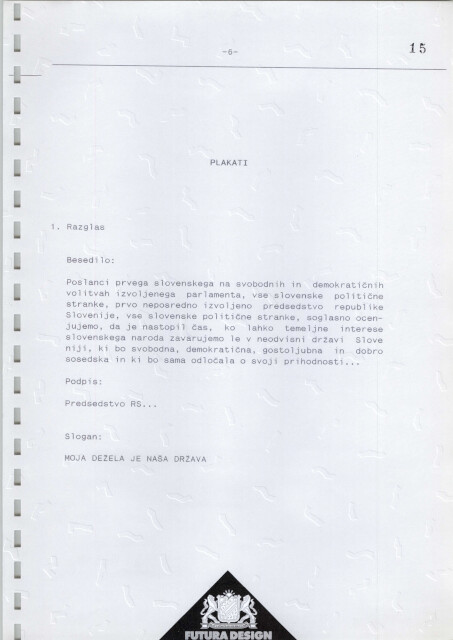 -6-
15
PLAKATI
1. Razglas
Besedilo:
Poslanci prvega slovenskega na svobodnih in demokratičnih
volitvah izvoljenega parlamenta, vse slovenske politične
stranke, prvo neposredno izvoljeno predsedstvo republike
Slovenije, vse slovenske politične stranke, soglasno ocen-
jujemo, da je nastopil čas, ko lahko temeljne interese
slovenskega naroda zavarujemo le v neodvisni državi Slove
niji, ki bo svobodna, demokratična, gostoljubna in dobro
sosedska in ki bo sama odločala o svoji prihodnosti...
Podpis:
Predsedstvo RS...
Slogan:
MOJA DEŽELA JE NAŠA DRŽAVA
FUTURA DESIGN